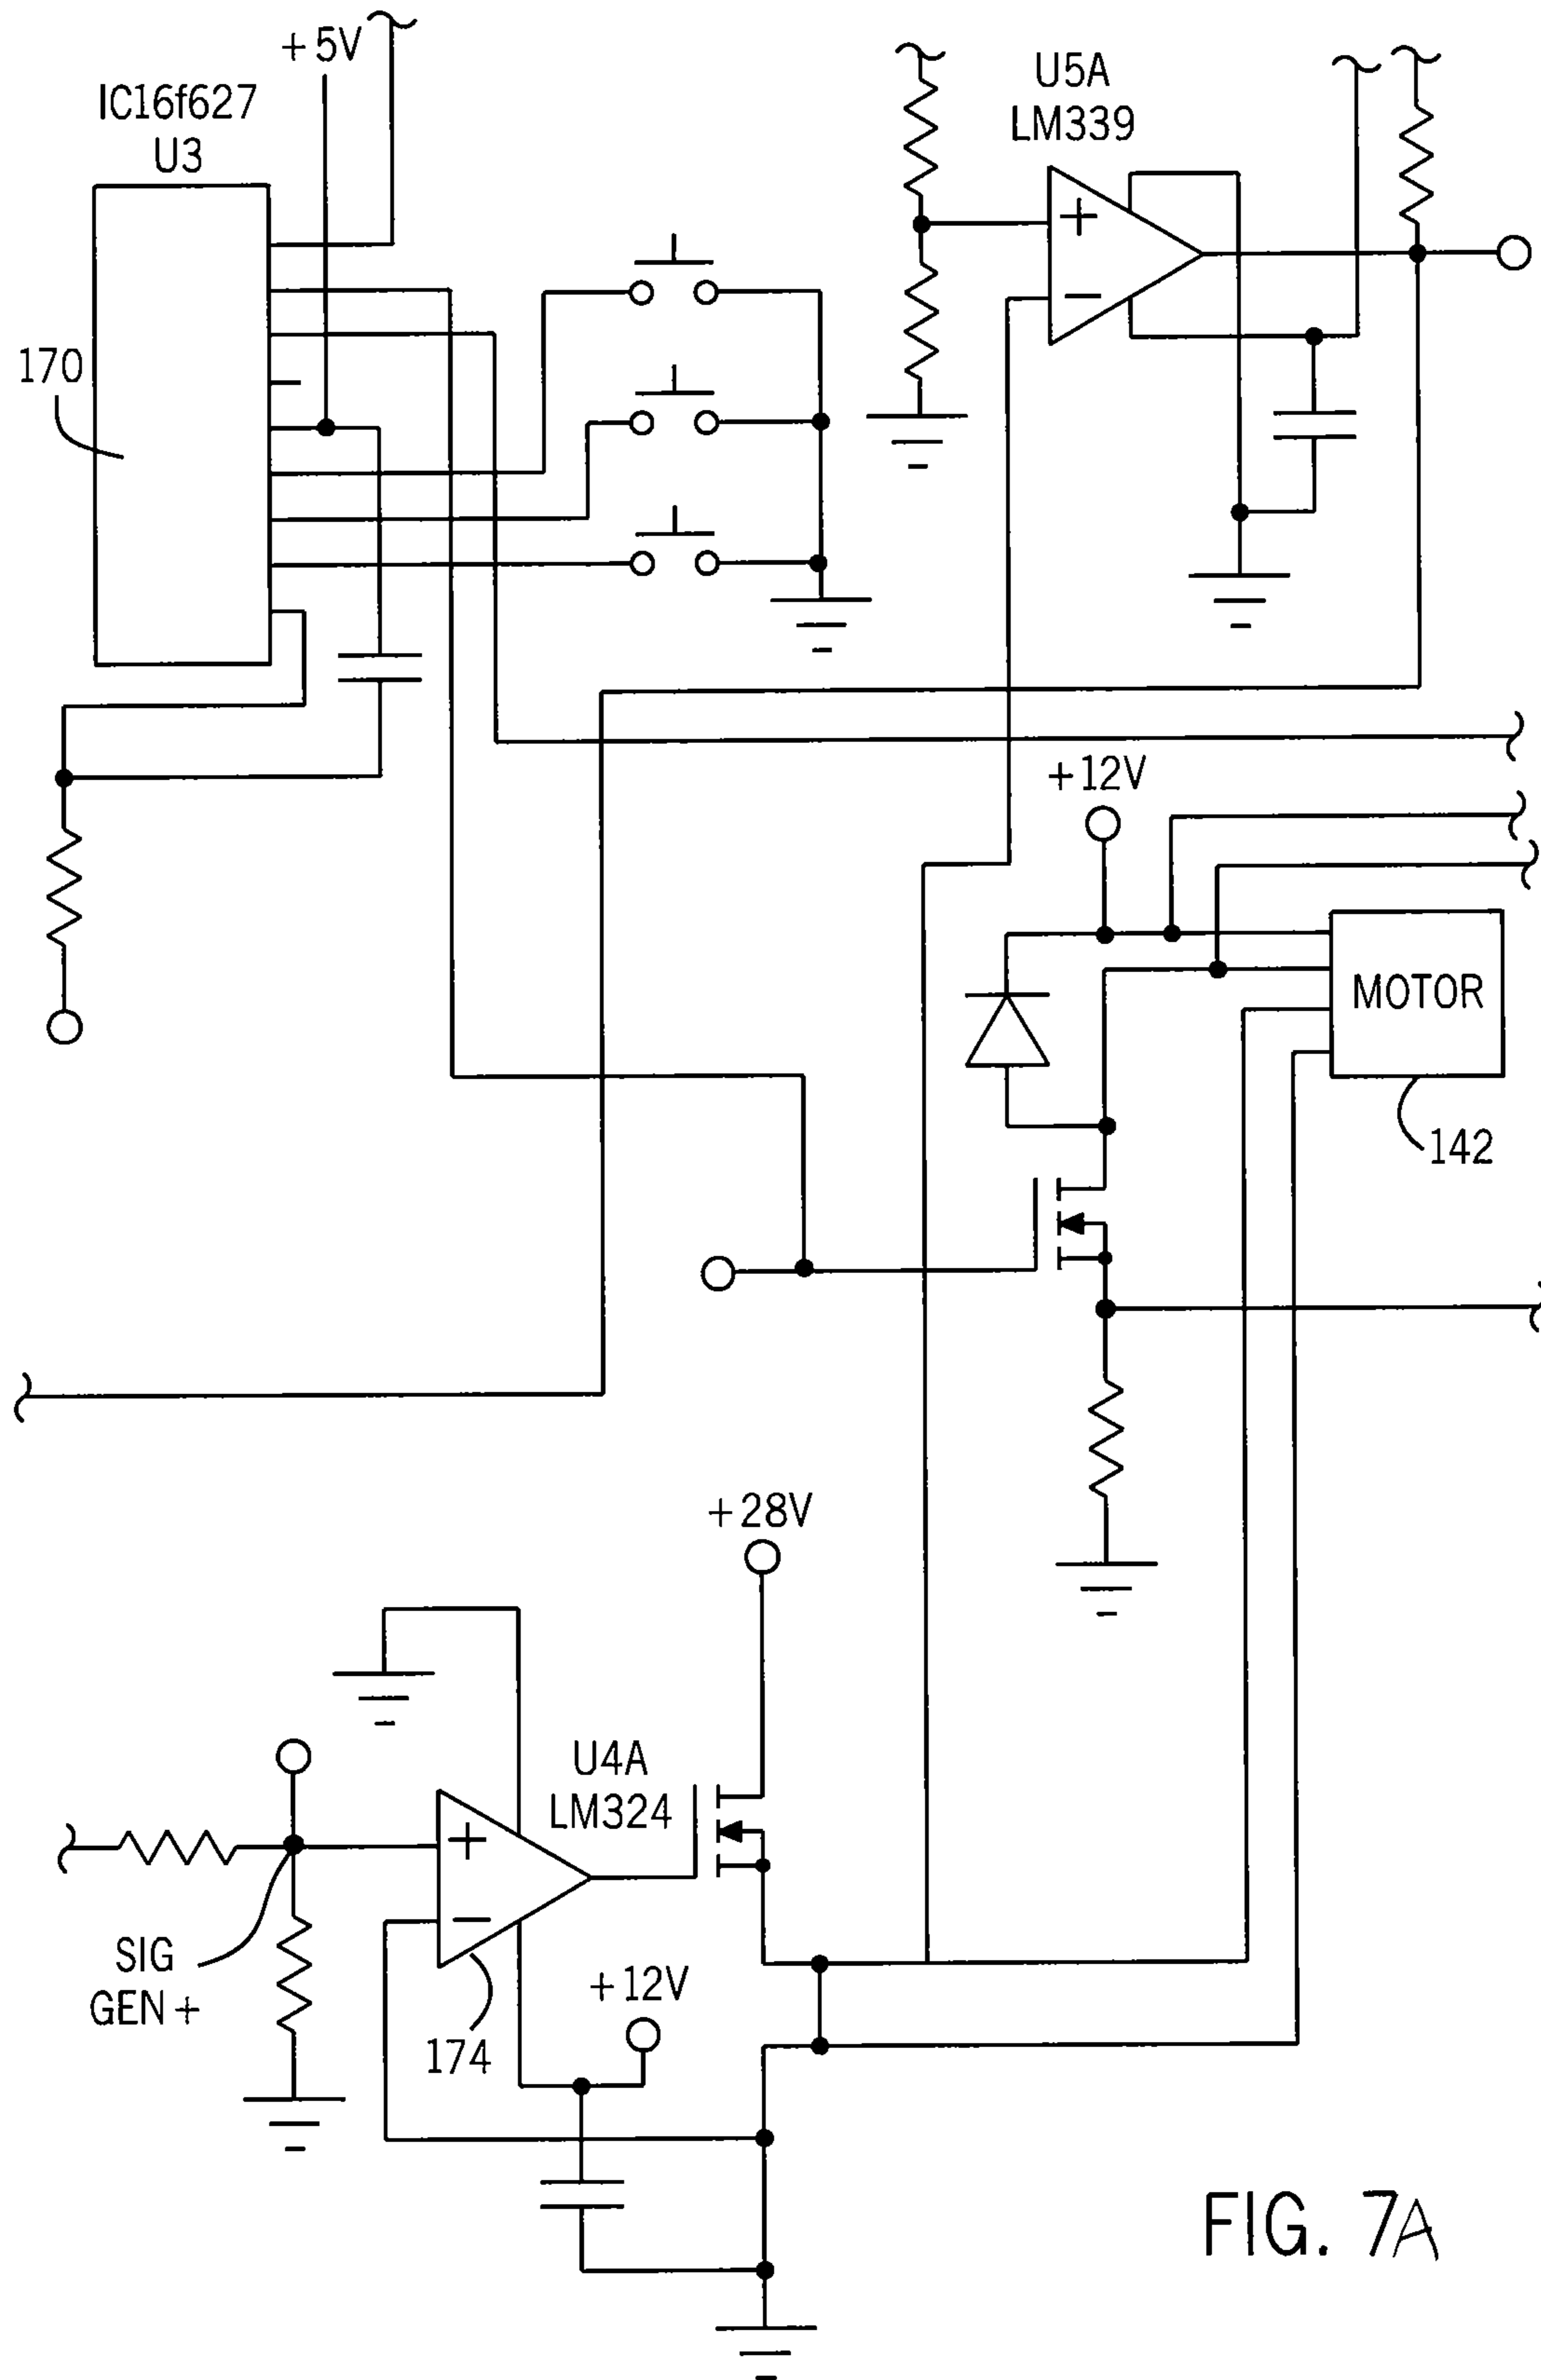 +5V
IC16f627
U3
170
U5A
LM339
+
−
+12V
MOTOR
142
+28V
U4A
LM324
+
−
SIG
GEN+
174
+12V
FIG. 7A